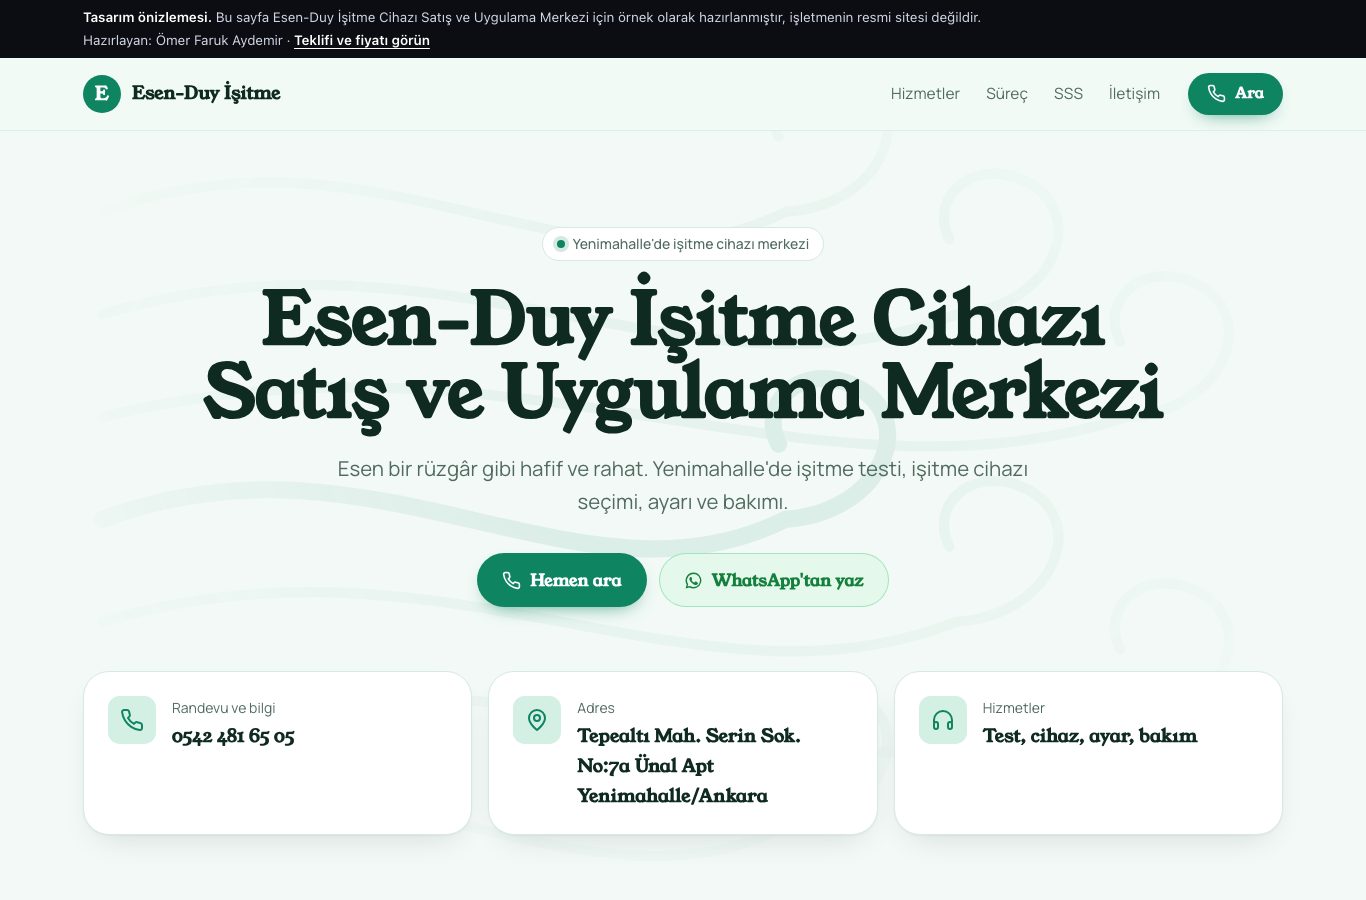 Tasarım önizlemesi. Bu sayfa Esen-Duy İşitme Cihazı Satış ve Uygulama Merkezi için örnek olarak hazırlanmıştır, işletmenin resmi sitesi değildir.
Hazırlayan: Ömer Faruk Aydemir · Teklifi ve fiyatı görün
E Esen-Duy İşitme Hizmetler Süreç SSS İletişim Ara
Yenimahalle'de işitme cihazı merkezi
Esen-Duy İşitme Cihazı
Satış ve Uygulama Merkezi
Esen bir rüzgâr gibi hafif ve rahat. Yenimahalle'de işitme testi, işitme cihazı
seçimi, ayarı ve bakımı.
Hemen ara WhatsApp'tan yaz
Randevu ve bilgi
0542 481 65 05
Adres
Tepealtı Mah. Serin Sok.
No:7a Ünal Apt
Yenimahalle/Ankara
Hizmetler
Test, cihaz, ayar, bakım